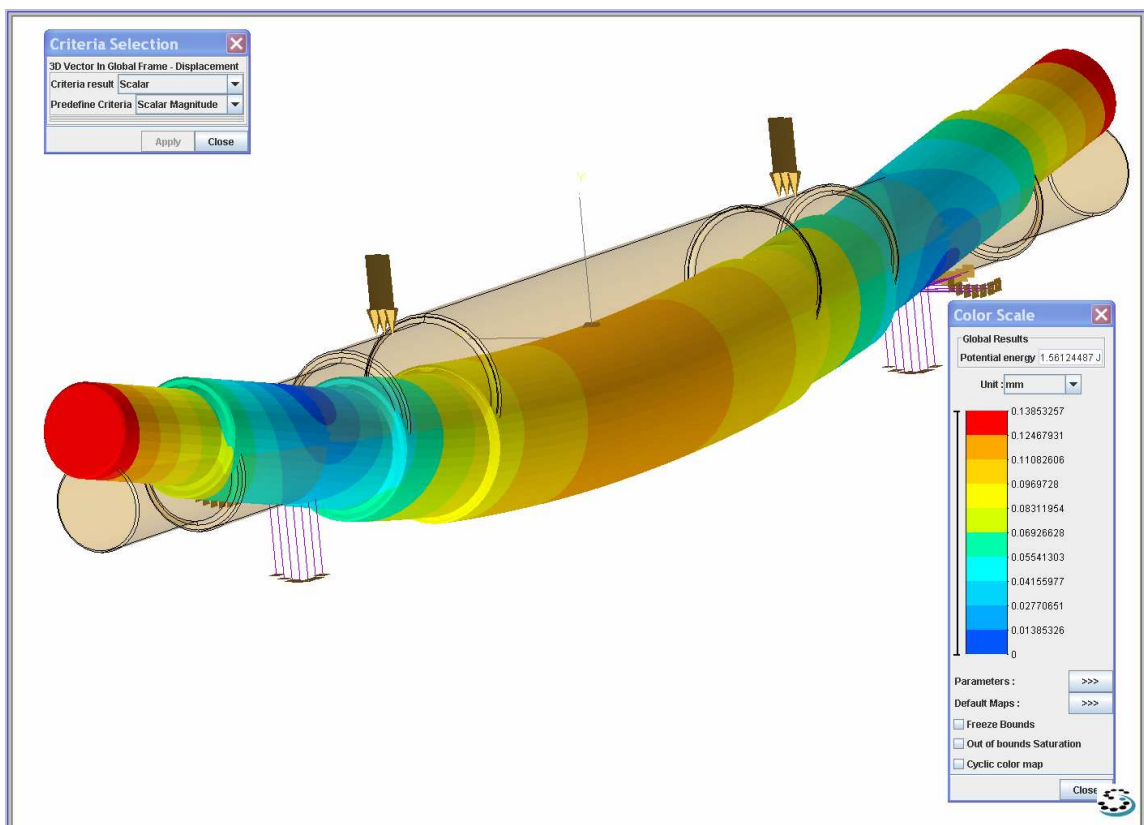 Criteria Selection
3D Vector In Global Frame - Displacement
Criteria result Scalar
Predefine Criteria Scalar Magnitude
Apply Close
Y
Color Scale
Global Results
Potential energy 1.56124487 J
Unit : mm
0.13853257
0.12467931
0.11082606
0.0969728
0.08311954
0.06926628
0.05541303
0.04155977
0.02770651
0.01385326
0
Parameters : >>>
Default Maps : >>>
Freeze Bounds
Out of bounds Saturation
Cyclic color map
Close